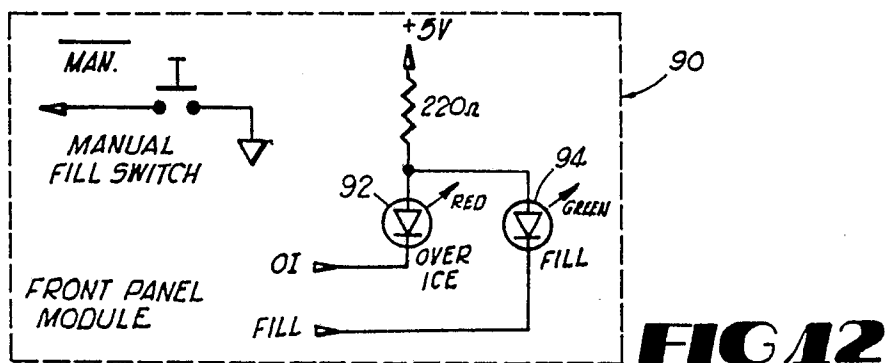 +5V
MAN.
90
220Ω
MANUAL
FILL SWITCH
92
94
RED
GREEN
OVER
ICE
FILL
OI
FRONT PANEL
MODULE
FILL
FIG 12